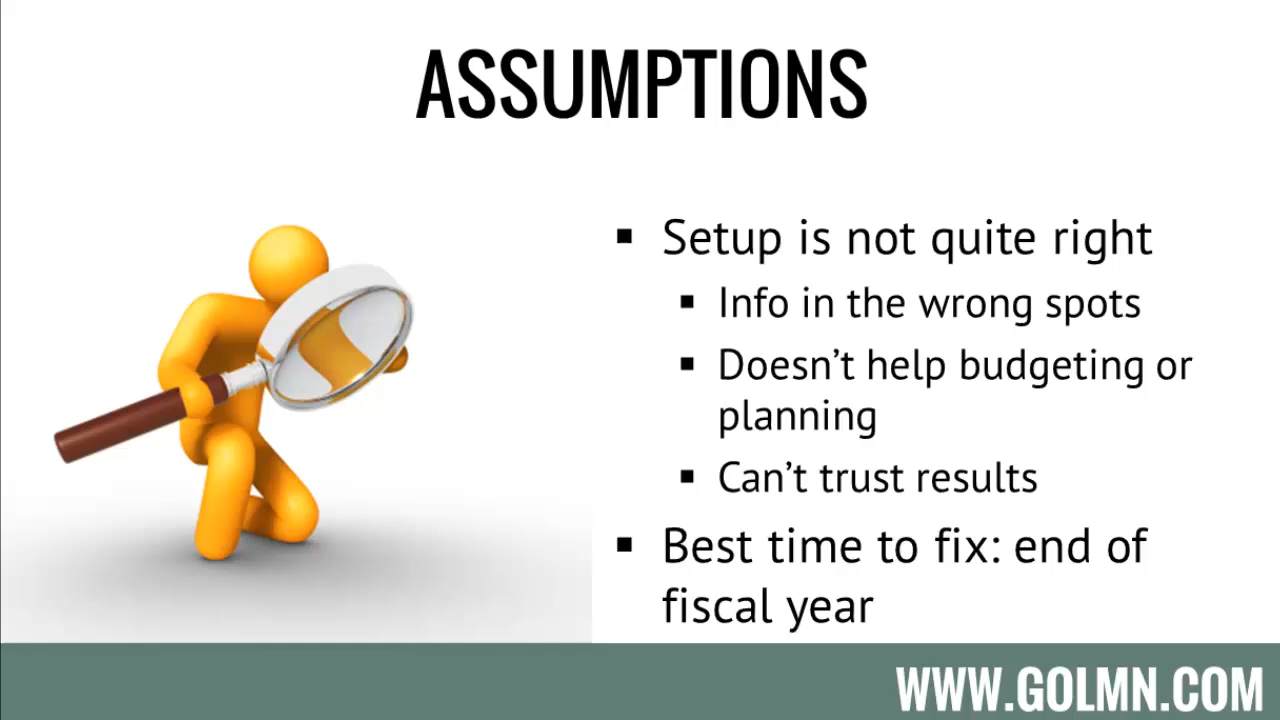 ASSUMPTIONS
▪ Setup is not quite right
▪ Info in the wrong spots
▪ Doesn’t help budgeting or
planning
▪ Can’t trust results
▪ Best time to fix: end of
fiscal year
WWW.GOLMN.COM